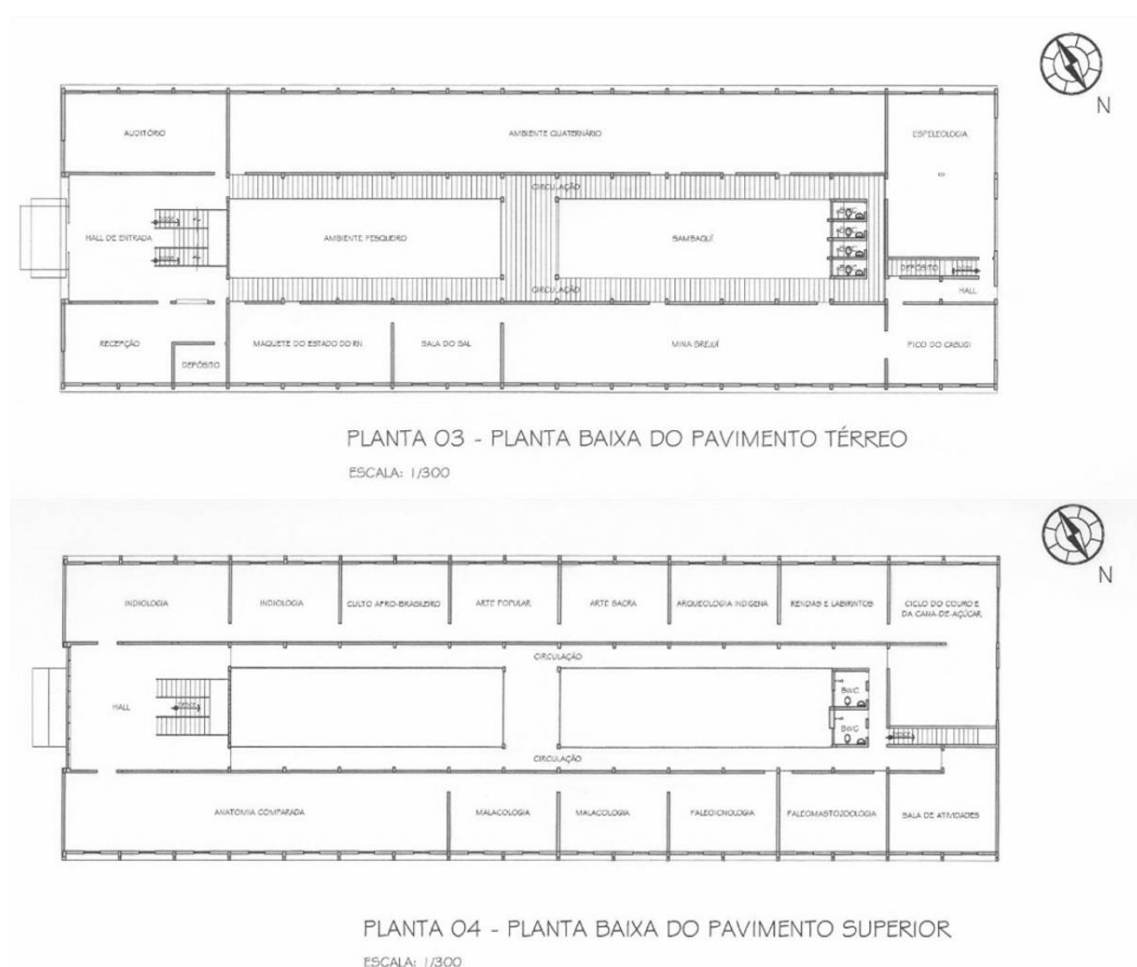 N
AUDITÓRIO
AMBIENTE QUATERNÁRIO
ESPELEOLOGIA
CIRCULAÇÃO
HALL DE ENTRADA
AMBIENTE PESQUEIRO
SAMBAQUÍ
DEPÓSITO
CIRCULAÇÃO
HALL
RECEPÇÃO
DEPÓSITO
MAQUETE DO ESTADO DO RN
SALA DO SAL
MINA BREJUÍ
PICO DO CABUGI
PLANTA 03 - PLANTA BAIXA DO PAVIMENTO TÉRREO
ESCALA: 1/300
N
INDIOLOGIA
INDIOLOGIA
CULTO AFRO-BRASILEIRO
ARTE POPULAR
ARTE SACRA
ARQUEOLOGIA INDÍGENA
RENDAS E LABIRINTOS
CICLO DO COURO E
DA CANA-DE-AÇÚCAR
CIRCULAÇÃO
HALL
BWC
BWC
CIRCULAÇÃO
ANATOMIA COMPARADA
MALACOLOGIA
MALACOLOGIA
PALEOICNOLOGIA
PALEOMASTOZOOLOGIA
SALA DE ATIVIDADES
PLANTA 04 - PLANTA BAIXA DO PAVIMENTO SUPERIOR
ESCALA: 1/300